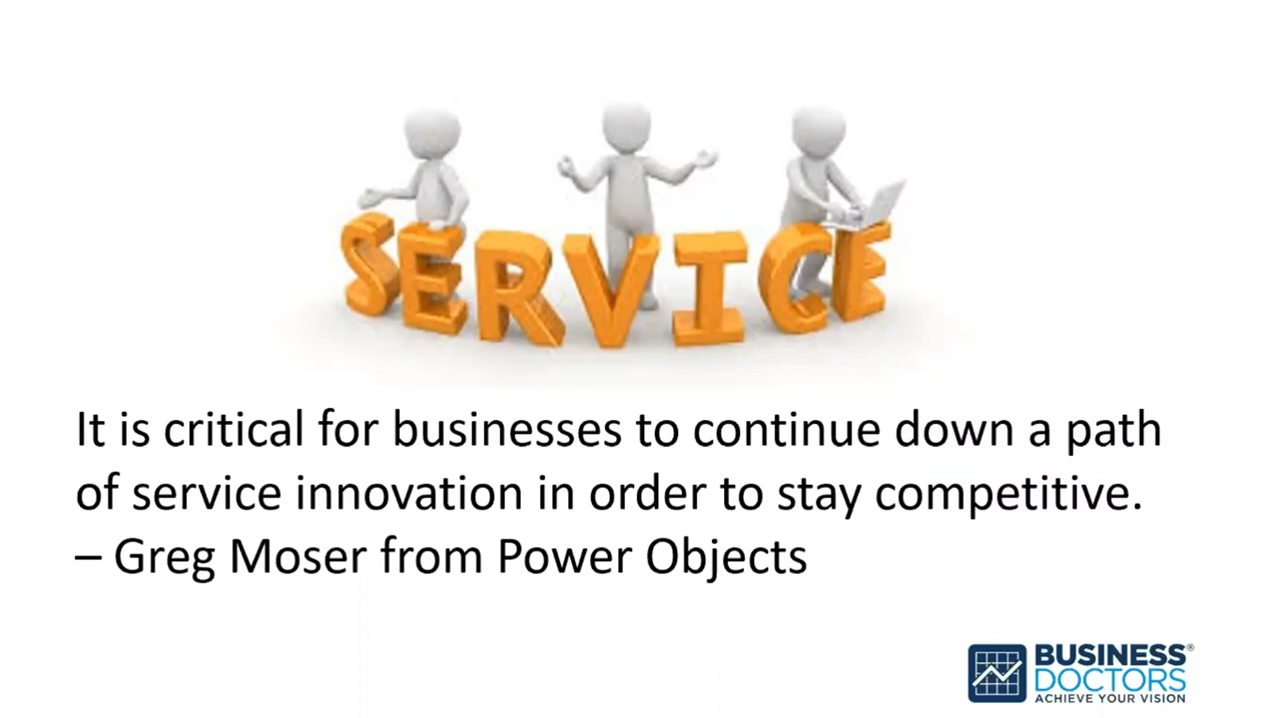 SERVICE
It is critical for businesses to continue down a path
of service innovation in order to stay competitive.
– Greg Moser from Power Objects
BUSINESS®
DOCTORS
ACHIEVE YOUR VISION